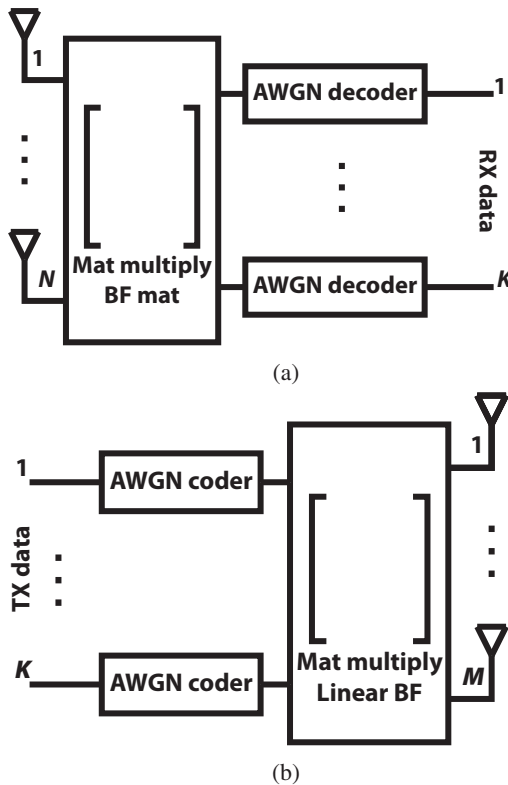 1
AWGN decoder
1
RX data
Mat multiply
BF mat
N
AWGN decoder
K
(a)
1
AWGN coder
1
TX data
Mat multiply
Linear BF
K
AWGN coder
M
(b)